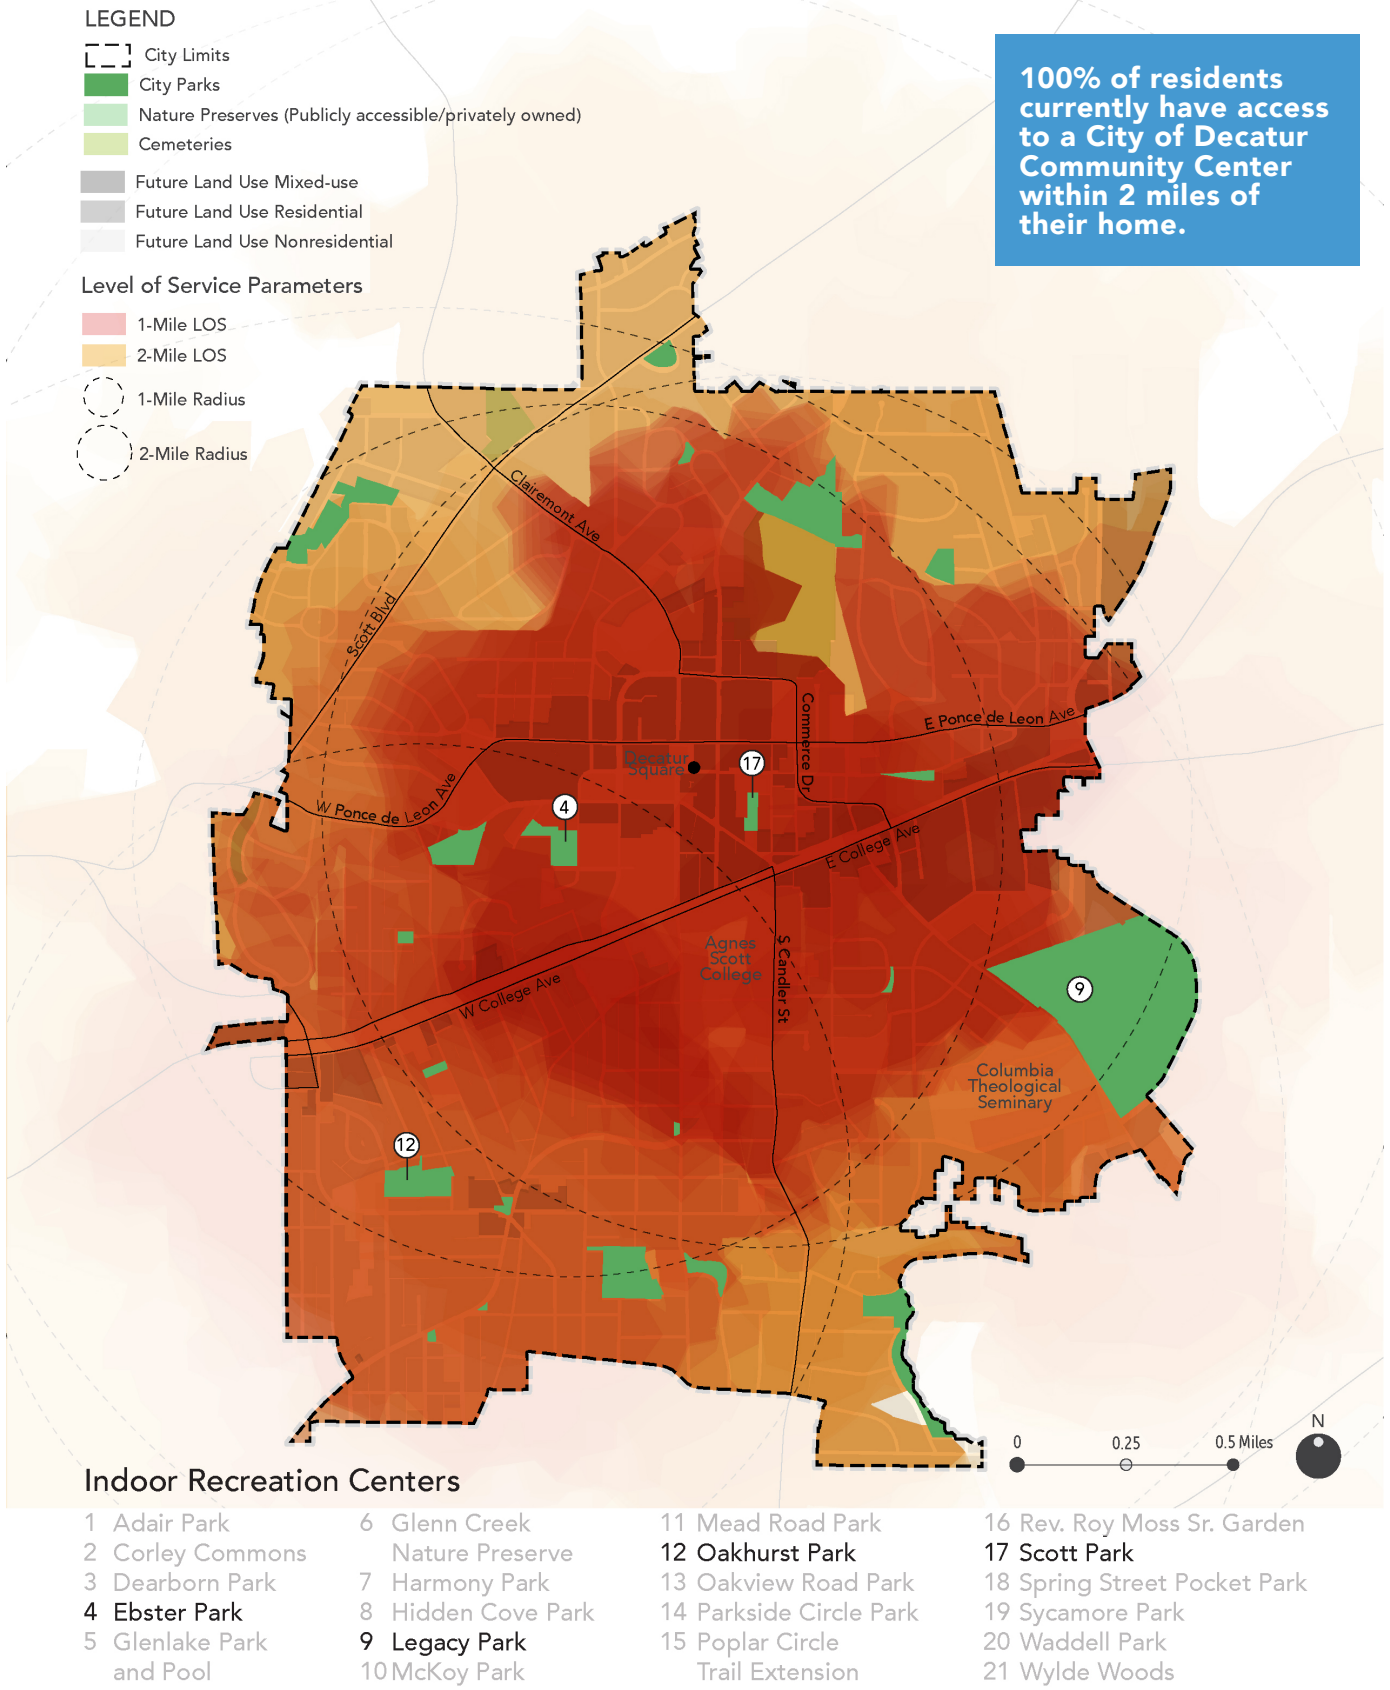 LEGEND
City Limits
City Parks
Nature Preserves (Publicly accessible/privately owned)
Cemeteries
Future Land Use Mixed-use
Future Land Use Residential
Future Land Use Nonresidential
Level of Service Parameters
1-Mile LOS
2-Mile LOS
1-Mile Radius
2-Mile Radius
100% of residents
currently have access
to a City of Decatur
Community Center
within 2 miles of
their home.
Clairemont Ave
Scott Blvd
Commerce Dr
E Ponce de Leon Ave
Decatur
Square
17
W Ponce de Leon Ave
4
E College Ave
Agnes
Scott
College
S Candler St
W College Ave
9
Columbia
Theological
Seminary
12
N
0
0.25
0.5 Miles
Indoor Recreation Centers
1 Adair Park
2 Corley Commons
3 Dearborn Park
4 Ebster Park
5 Glenlake Park
and Pool
6 Glenn Creek
Nature Preserve
7 Harmony Park
8 Hidden Cove Park
9 Legacy Park
10 McKoy Park
11 Mead Road Park
12 Oakhurst Park
13 Oakview Road Park
14 Parkside Circle Park
15 Poplar Circle
Trail Extension
16 Rev. Roy Moss Sr. Garden
17 Scott Park
18 Spring Street Pocket Park
19 Sycamore Park
20 Waddell Park
21 Wylde Woods